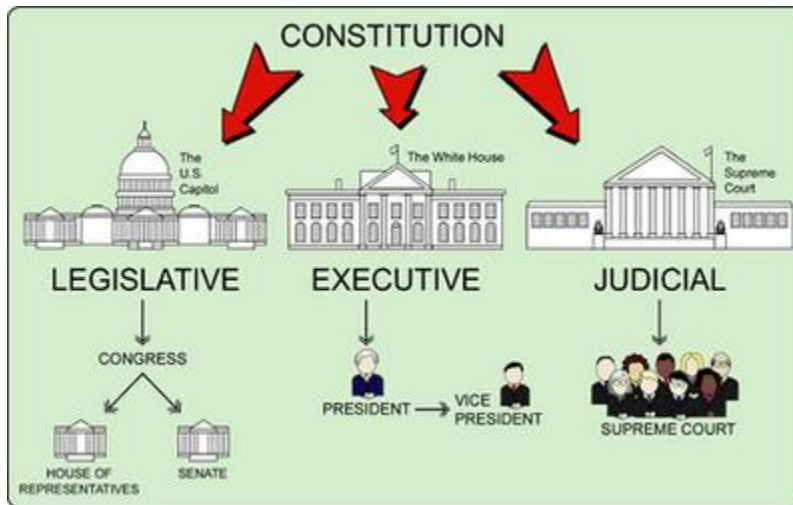 CONSTITUTION
The
U.S.
Capitol
The White House
The
Supreme
Court
LEGISLATIVE
EXECUTIVE
JUDICIAL
CONGRESS
HOUSE OF
REPRESENTATIVES
SENATE
PRESIDENT
VICE
PRESIDENT
SUPREME COURT